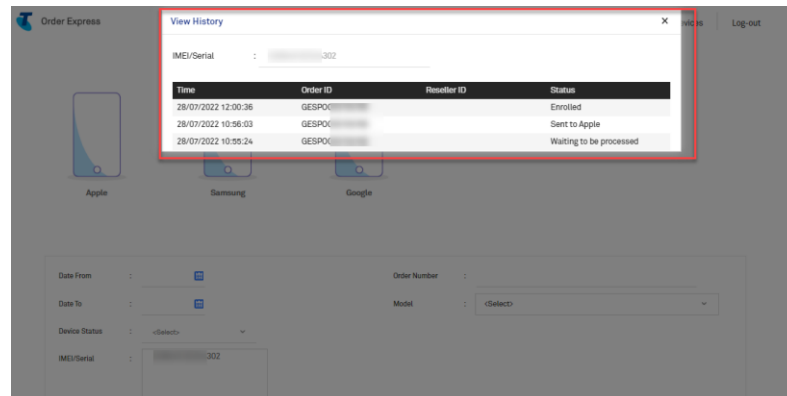 Order Express
Log-out
View History
×
IMEI/Serial : 302
Time Order ID Reseller ID Status
28/07/2022 12:00:36 GESPO Enrolled
28/07/2022 10:56:03 GESPO Sent to Apple
28/07/2022 10:55:24 GESPO Waiting to be processed
Apple Samsung Google
Date From : Order Number :
Date To : Model : <Select>
Device Status : <Select>
IMEI/Serial : 302